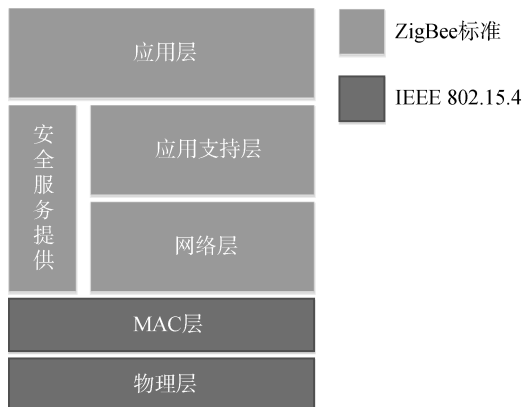 应用层
安全服务提供
应用支持层
网络层
MAC层
物理层
ZigBee标准
IEEE 802.15.4